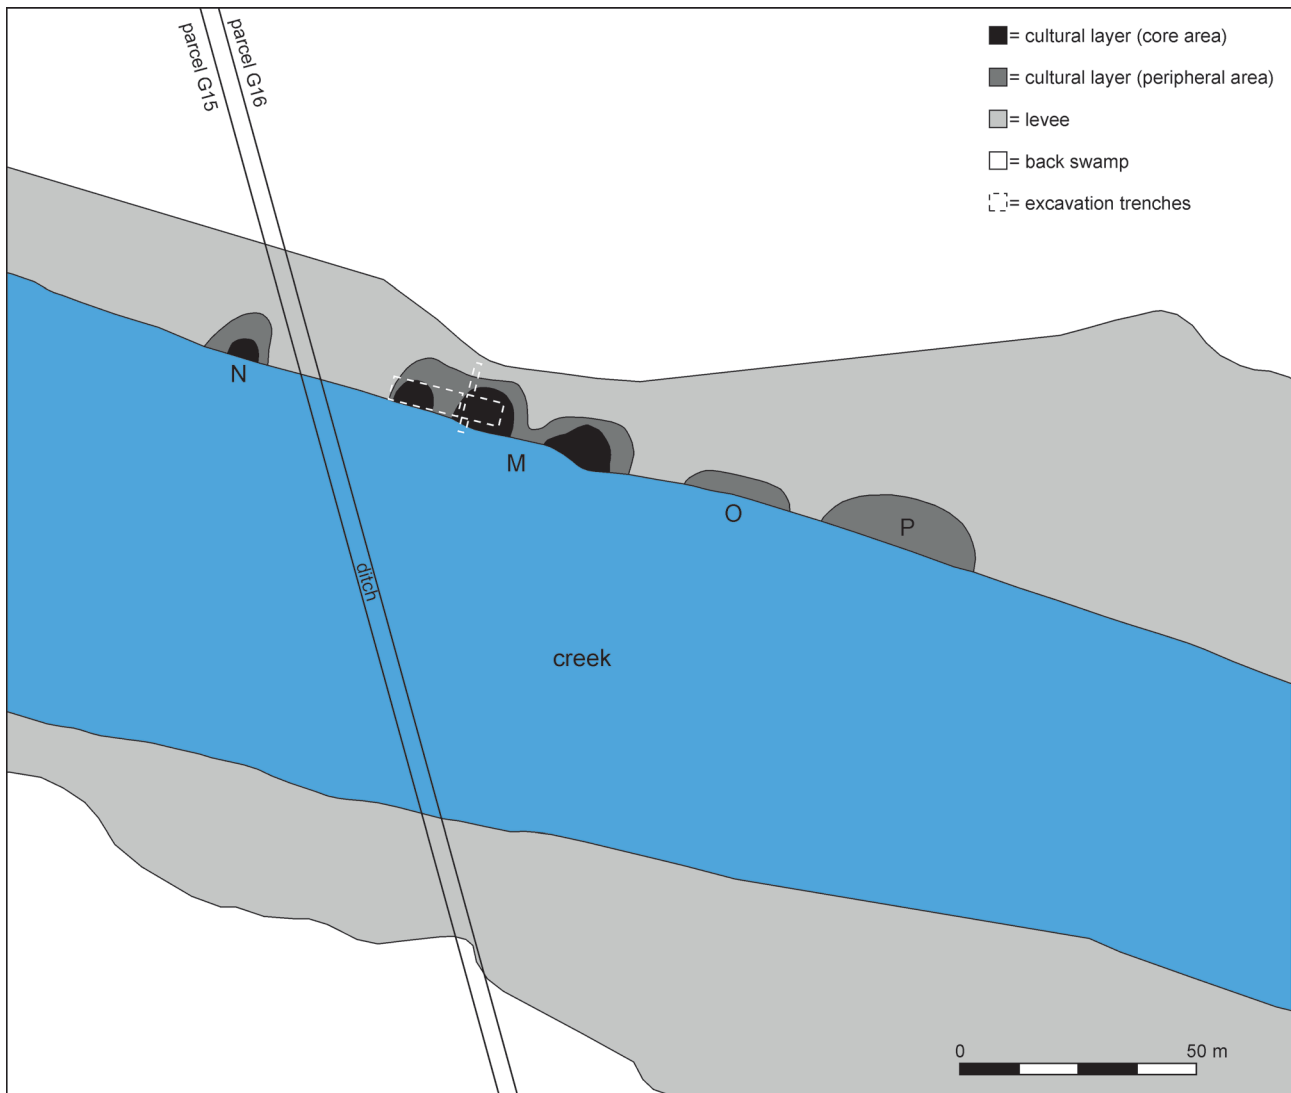 parcel G15
parcel G16
= cultural layer (core area)
= cultural layer (peripheral area)
= levee
= back swamp
= excavation trenches
N
M
O
P
ditch
creek
0 50 m